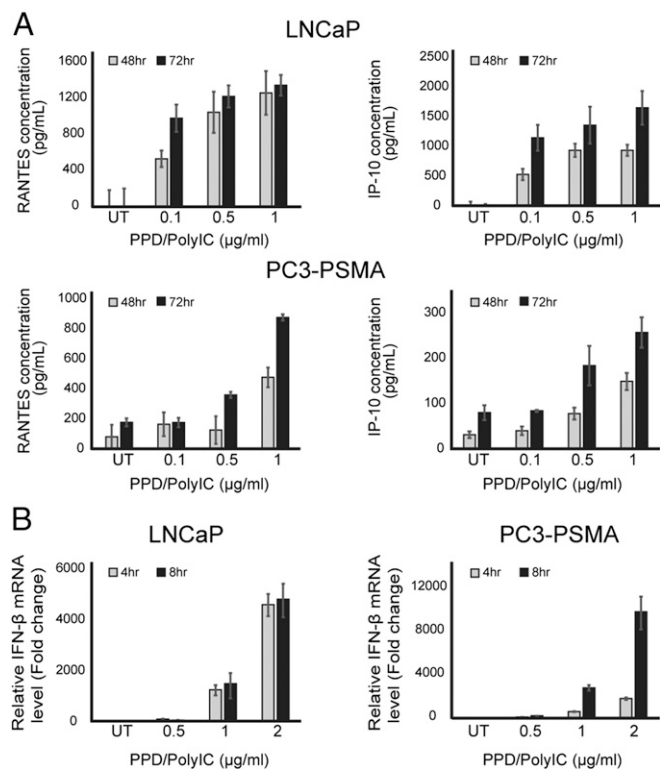 A
LNCaP
RANTES concentration
(pg/mL)
1600
1200
800
400
0
48hr 72hr
UT 0.1 0.5 1
PPD/PolyIC (µg/ml)
IP-10 concentration
(pg/mL)
2500
2000
1500
1000
500
0
48hr 72hr
UT 0.1 0.5 1
PPD/PolyIC (µg/ml)
PC3-PSMA
RANTES concentration
(pg/mL)
1000
800
600
400
200
0
48hr 72hr
UT 0.1 0.5 1
PPD/PolyIC (µg/ml)
IP-10 concentration
(pg/mL)
300
200
100
0
48hr 72hr
UT 0.1 0.5 1
PPD/PolyIC (µg/ml)
B
LNCaP
Relative IFN-β mRNA
level (Fold change)
6000
4000
2000
0
4hr 8hr
UT 0.5 1 2
PPD/PolyIC (µg/ml)
PC3-PSMA
Relative IFN-β mRNA
level (Fold change)
12000
8000
4000
0
4hr 8hr
UT 0.5 1 2
PPD/PolyIC (µg/ml)